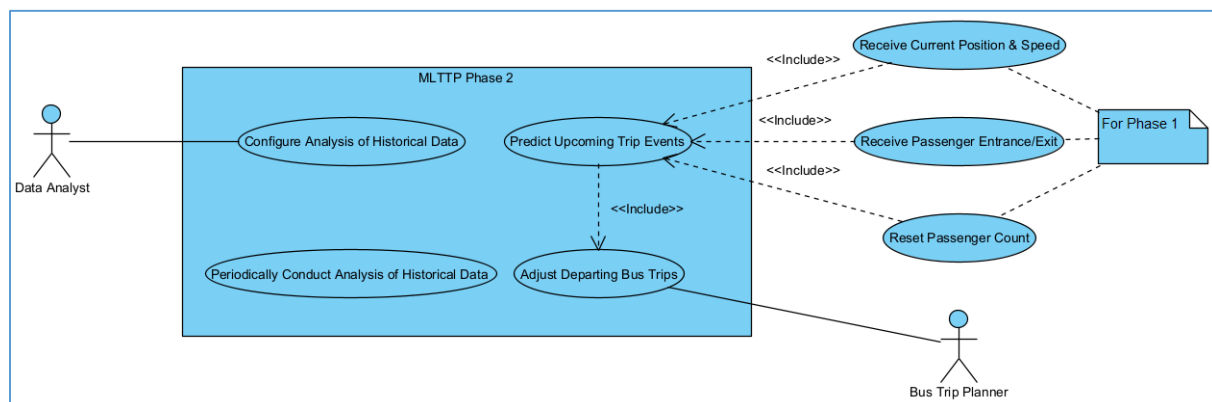 Receive Current Position & Speed
<<Include>>
MLTTP Phase 2
For Phase 1
<<Include>>
Configure Analysis of Historical Data
Predict Upcoming Trip Events
Receive Passenger Entrance/Exit
<<Include>>
Data Analyst
<<Include>>
Reset Passenger Count
Periodically Conduct Analysis of Historical Data
Adjust Departing Bus Trips
Bus Trip Planner